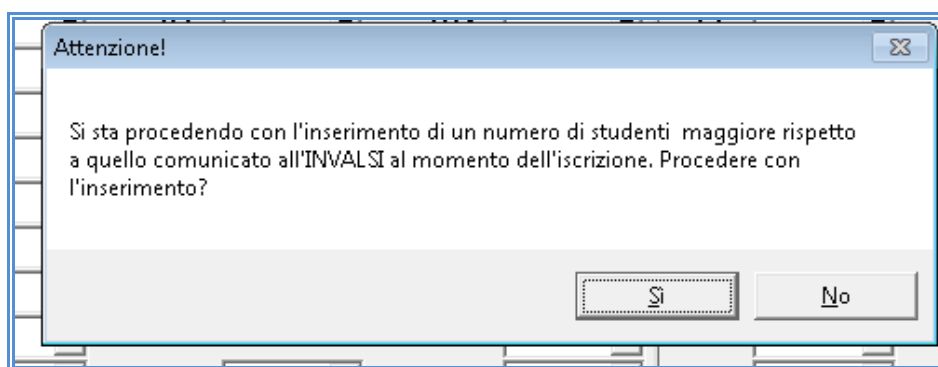 Attenzione!
Si sta procedendo con l'inserimento di un numero di studenti  maggiore rispetto
a quello comunicato all'INVALSI al momento dell'iscrizione. Procedere con
l'inserimento?
Sì
No